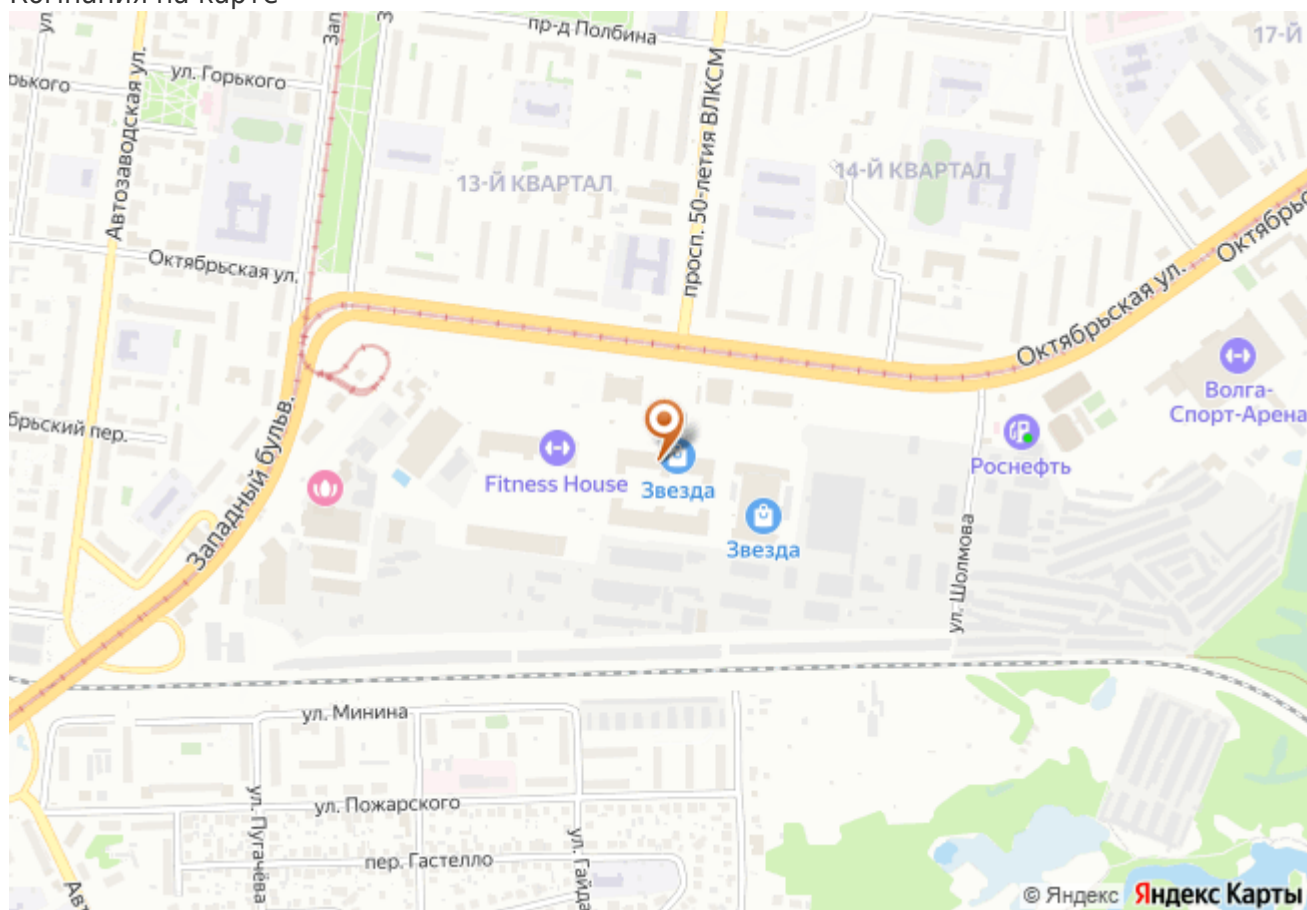 пр-д Полбина
17-Й
ул. Горького
Автозаводская ул.
13-Й КВАРТАЛ
просп. 50-летия ВЛКСМ
14-Й КВАРТАЛ
Октябрьская ул.
Октябрьская ул.
Волга-
Спорт-Арена
Западный бульв.
Fitness House
Звезда
Роснефть
Звезда
ул. Шолмова
ул. Минина
ул. Пожарского
ул. Пугачёва
пер. Гастелло
© Яндекс Яндекс Карты